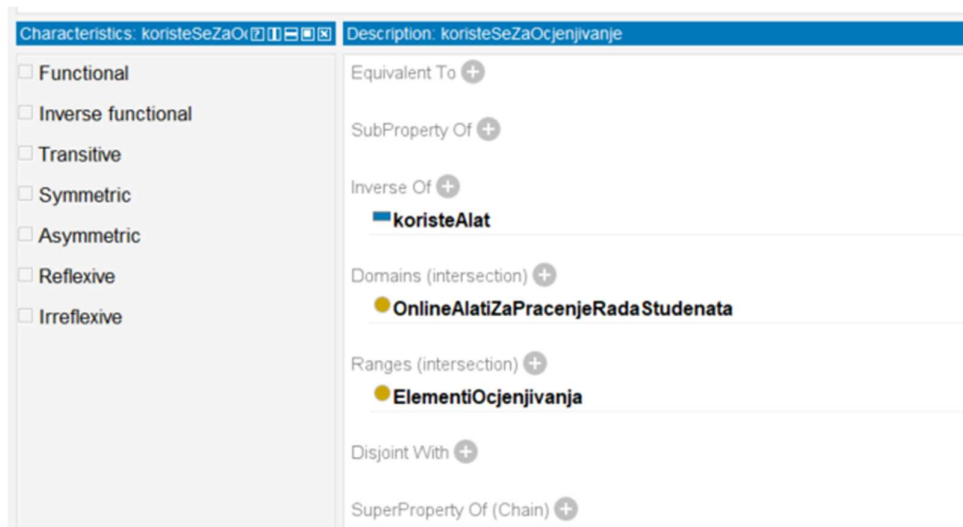 Characteristics: koristeSeZaO
Functional
Inverse functional
Transitive
Symmetric
Asymmetric
Reflexive
Irreflexive
Description: koristeSeZaOcjenjivanje
Equivalent To
SubProperty Of
Inverse Of
koristeAlat
Domains (intersection)
OnlineAlatiZaPracenjeRadaStudenata
Ranges (intersection)
ElementiOcjenjivanja
Disjoint With
SuperProperty Of (Chain)